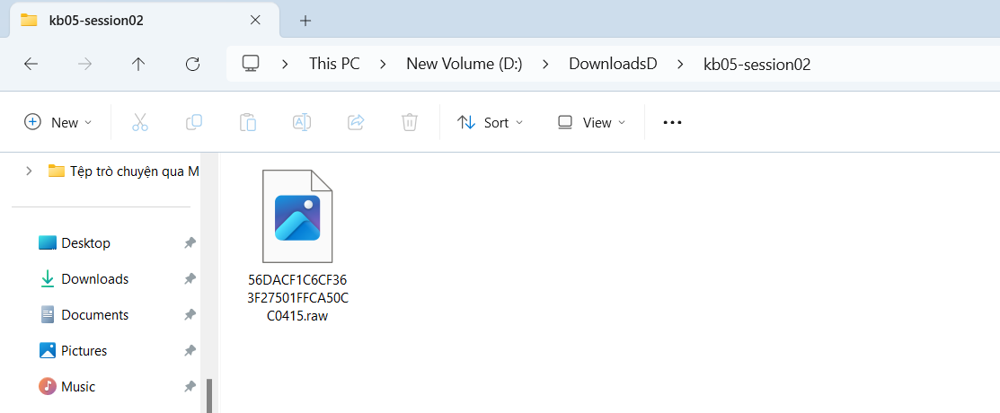 kb05-session02
This PC
New Volume (D:)
DownloadsD
kb05-session02
New
Sort
View
Tệp trò chuyện qua M
Desktop
Downloads
Documents
Pictures
Music
56DACF1C6CF36
3F27501FFCA50C
C0415.raw